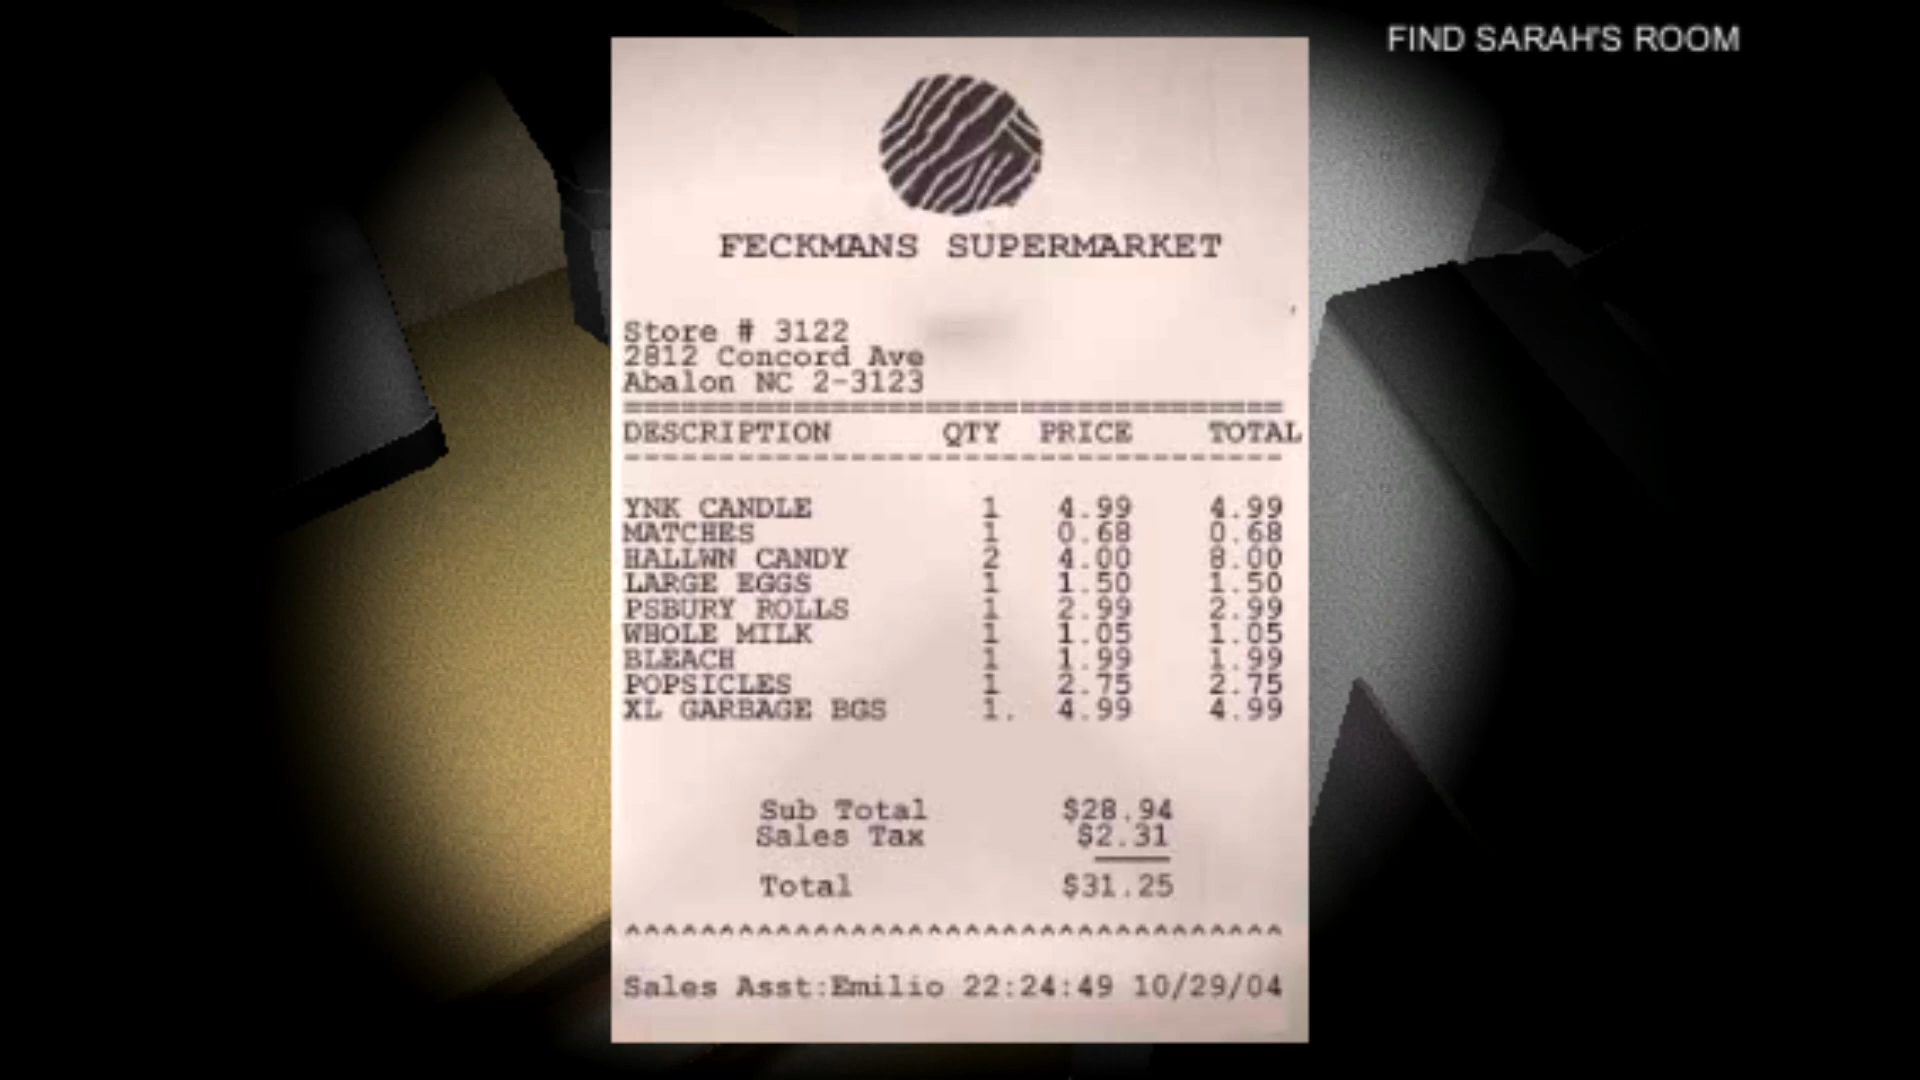 FIND SARAH'S ROOM
FECKMANS SUPERMARKET
Store # 3122
2812 Concord Ave
Abalon NC 2-3123
===================================
DESCRIPTION QTY PRICE TOTAL
-----------------------------------
YNK CANDLE 1 4.99 4.99
MATCHES 1 0.68 0.68
HALLWN CANDY 2 4.00 8.00
LARGE EGGS 1 1.50 1.50
PSBURY ROLLS 1 2.99 2.99
WHOLE MILK 1 1.05 1.05
BLEACH 1 1.99 1.99
POPSICLES 1 2.75 2.75
XL GARBAGE BGS 1. 4.99 4.99
Sub Total $28.94
Sales Tax $2.31
Total $31.25
^^^^^^^^^^^^^^^^^^^^^^^^^^^^^^^^^^^
Sales Asst:Emilio 22:24:49 10/29/04